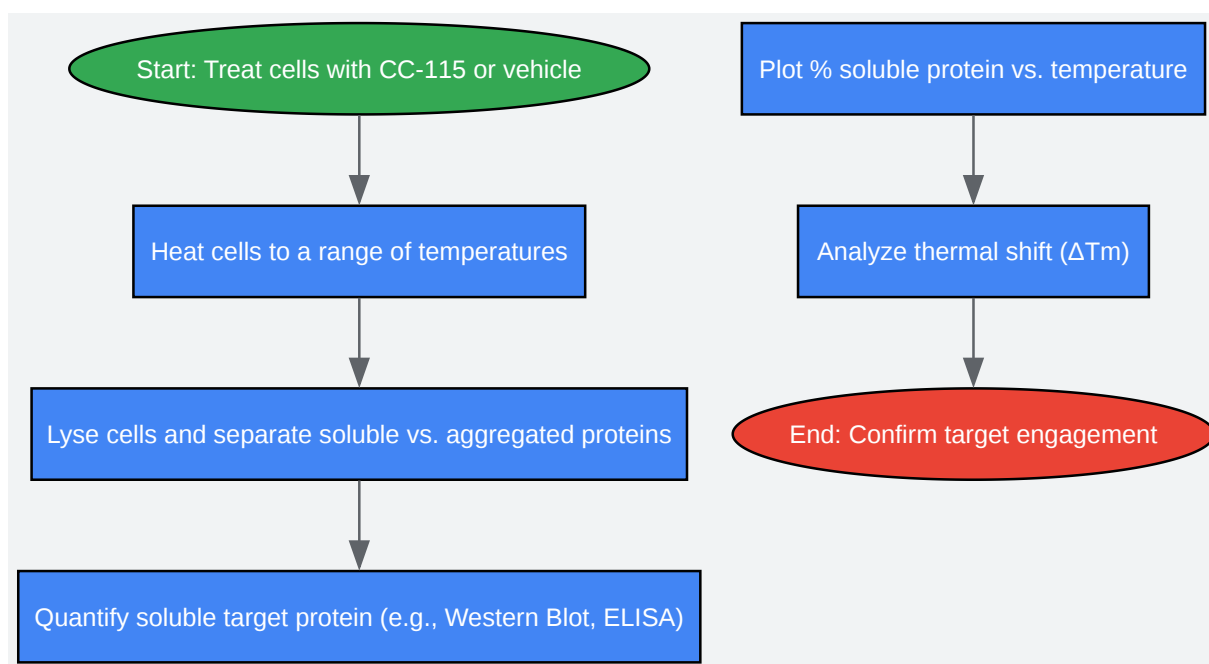 Start: Treat cells with CC-115 or vehicle
Heat cells to a range of temperatures
Lyse cells and separate soluble vs. aggregated proteins
Quantify soluble target protein (e.g., Western Blot, ELISA)
Plot % soluble protein vs. temperature
Analyze thermal shift (ΔTm)
End: Confirm target engagement